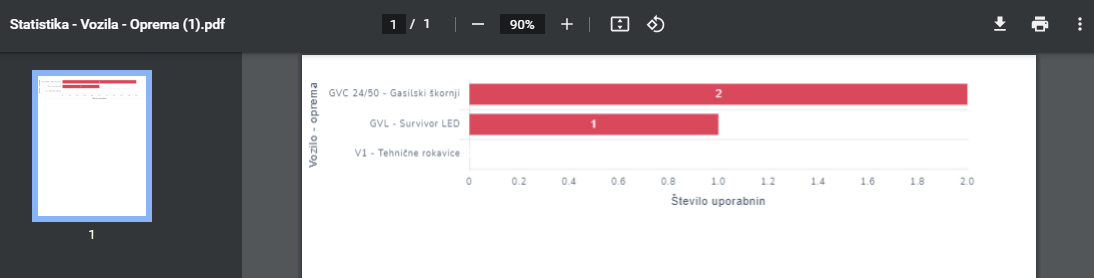 Statistika - Vozila - Oprema (1).pdf
1 / 1
90%
1
Vozilo - oprema
GVC 24/50 - Gasilski škornji
2
GVL - Survivor LED
1
V1 - Tehnične rokavice
0 0.2 0.4 0.6 0.8 1.0 1.2 1.4 1.6 1.8 2.0
Število uporabnin